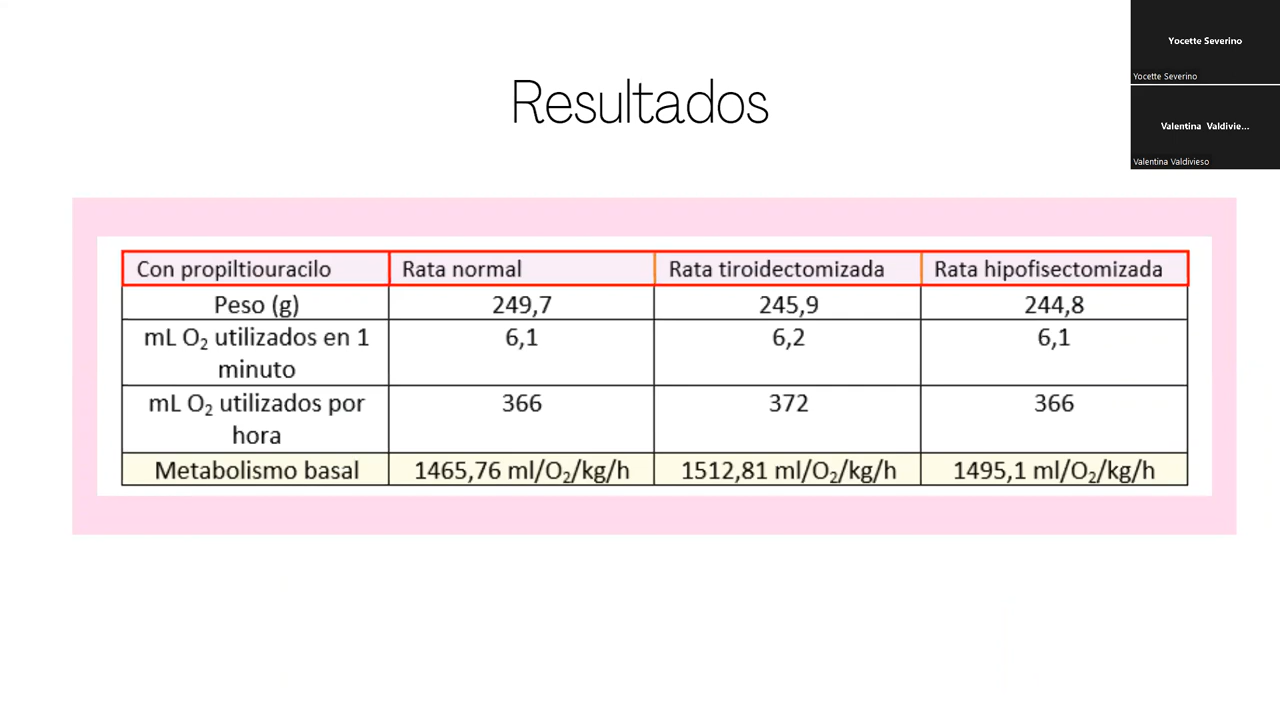 Yocette Severino
Yocette Severino
Valentina Valdivie...
Valentina Valdivieso
Resultados
Con propiltiouracilo Rata normal Rata tiroidectomizada Rata hipofisectomizada
Peso (g) 249,7 245,9 244,8
mL O₂ utilizados en 1 6,1 6,2 6,1
minuto
mL O₂ utilizados por 366 372 366
hora
Metabolismo basal 1465,76 ml/O₂/kg/h 1512,81 ml/O₂/kg/h 1495,1 ml/O₂/kg/h